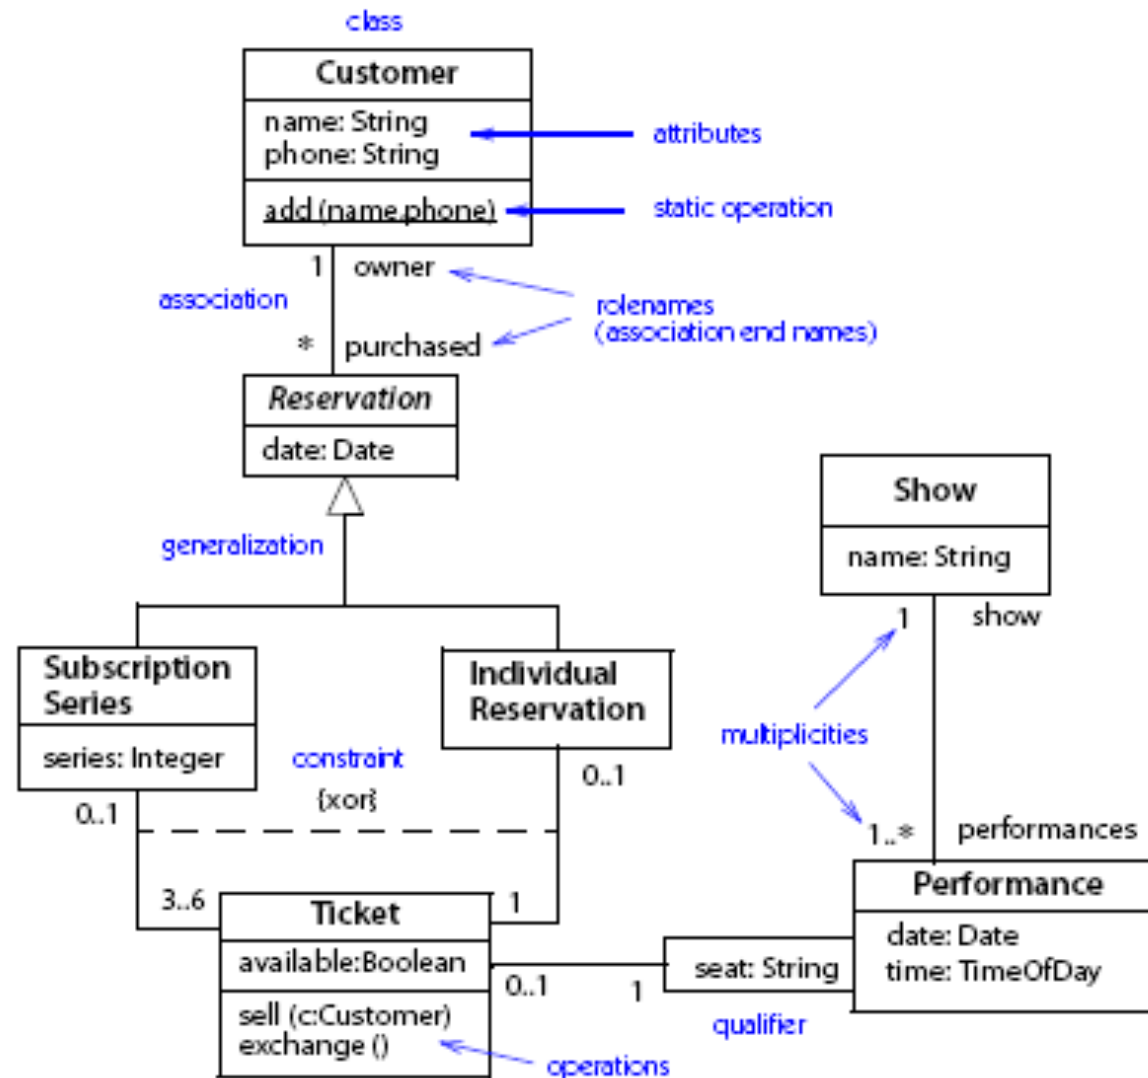 class
Customer
name: String
phone: String
attributes
add (name,phone)
static operation
1 owner
association
rolenames
(association end names)
* purchased
Reservation
date: Date
generalization
Show
name: String
1 show
Subscription
Series
series: Integer
Individual
Reservation
multiplicities
constraint
{xor}
0..1
0..1
1..* performances
3..6
Ticket
1
available:Boolean
sell (c:Customer)
exchange ()
operations
0..1
1
seat: String
qualifier
Performance
date: Date
time: TimeOfDay